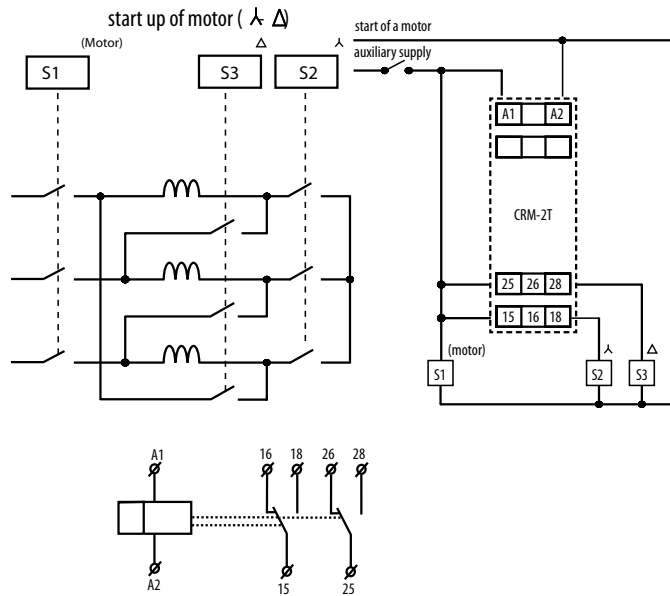 start up of motor ( ⅄ Δ)
(Motor)
S1
Δ
S3
⅄
S2
start of a motor
auxiliary supply
A1 A2
CRM-2T
25 26 28
15 16 18
(motor)
S1
⅄
S2
Δ
S3
A1
16 18 26 28
A2
15 25